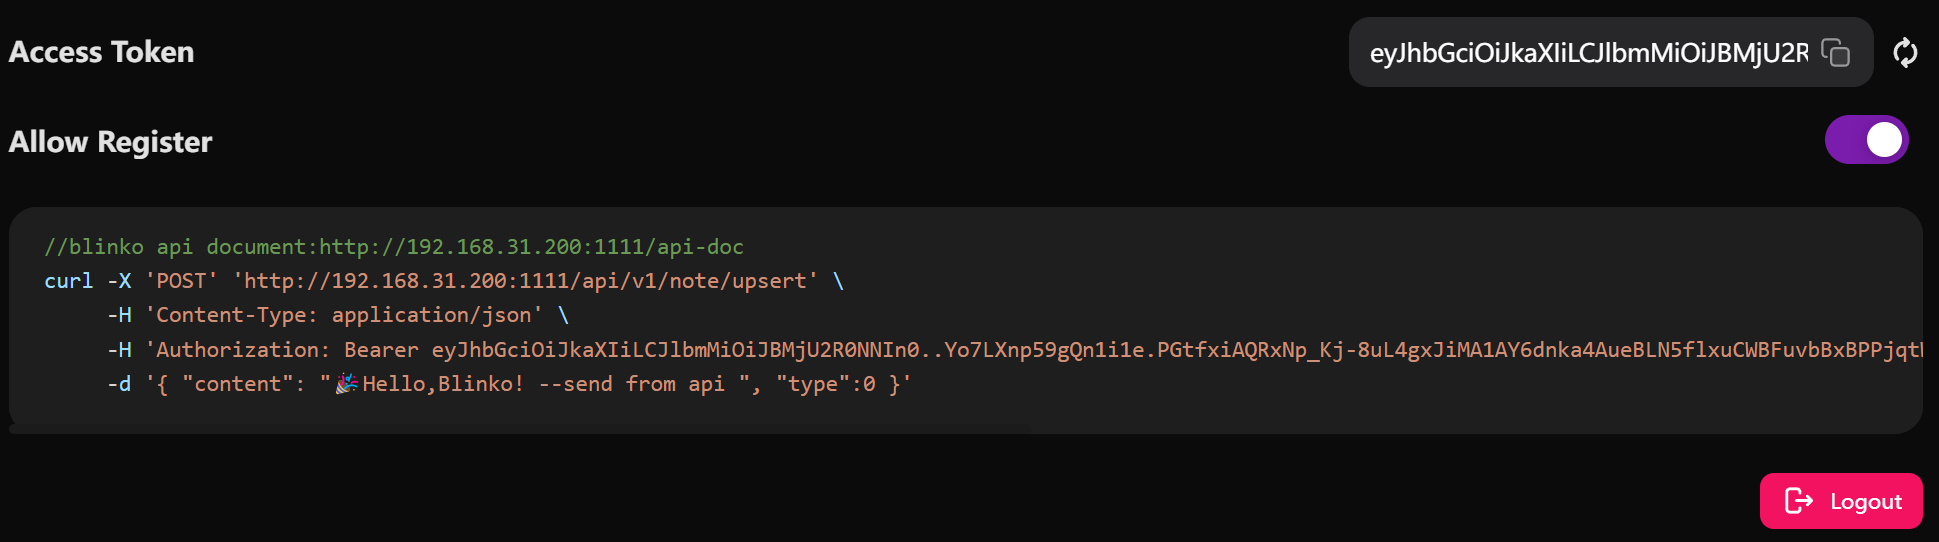 Access Token
eyJhbGciOiJkaXIiLCJlbmMiOiJBMjU2R
Allow Register
//blinko api document:http://192.168.31.200:1111/api-doc
curl -X 'POST' 'http://192.168.31.200:1111/api/v1/note/upsert' \
-H 'Content-Type: application/json' \
-H 'Authorization: Bearer eyJhbGciOiJkaXIiLCJlbmMiOiJBMjU2R0NNIn0..Yo7LXnp59gQn1i1e.PGtfxiAQRxNp_Kj-8uL4gxJiMA1AY6dnka4AueBLN5flxuCWBFuvbBxBPPjqtW
-d '{ "content": "🎉Hello,Blinko! --send from api ", "type":0 }'
Logout